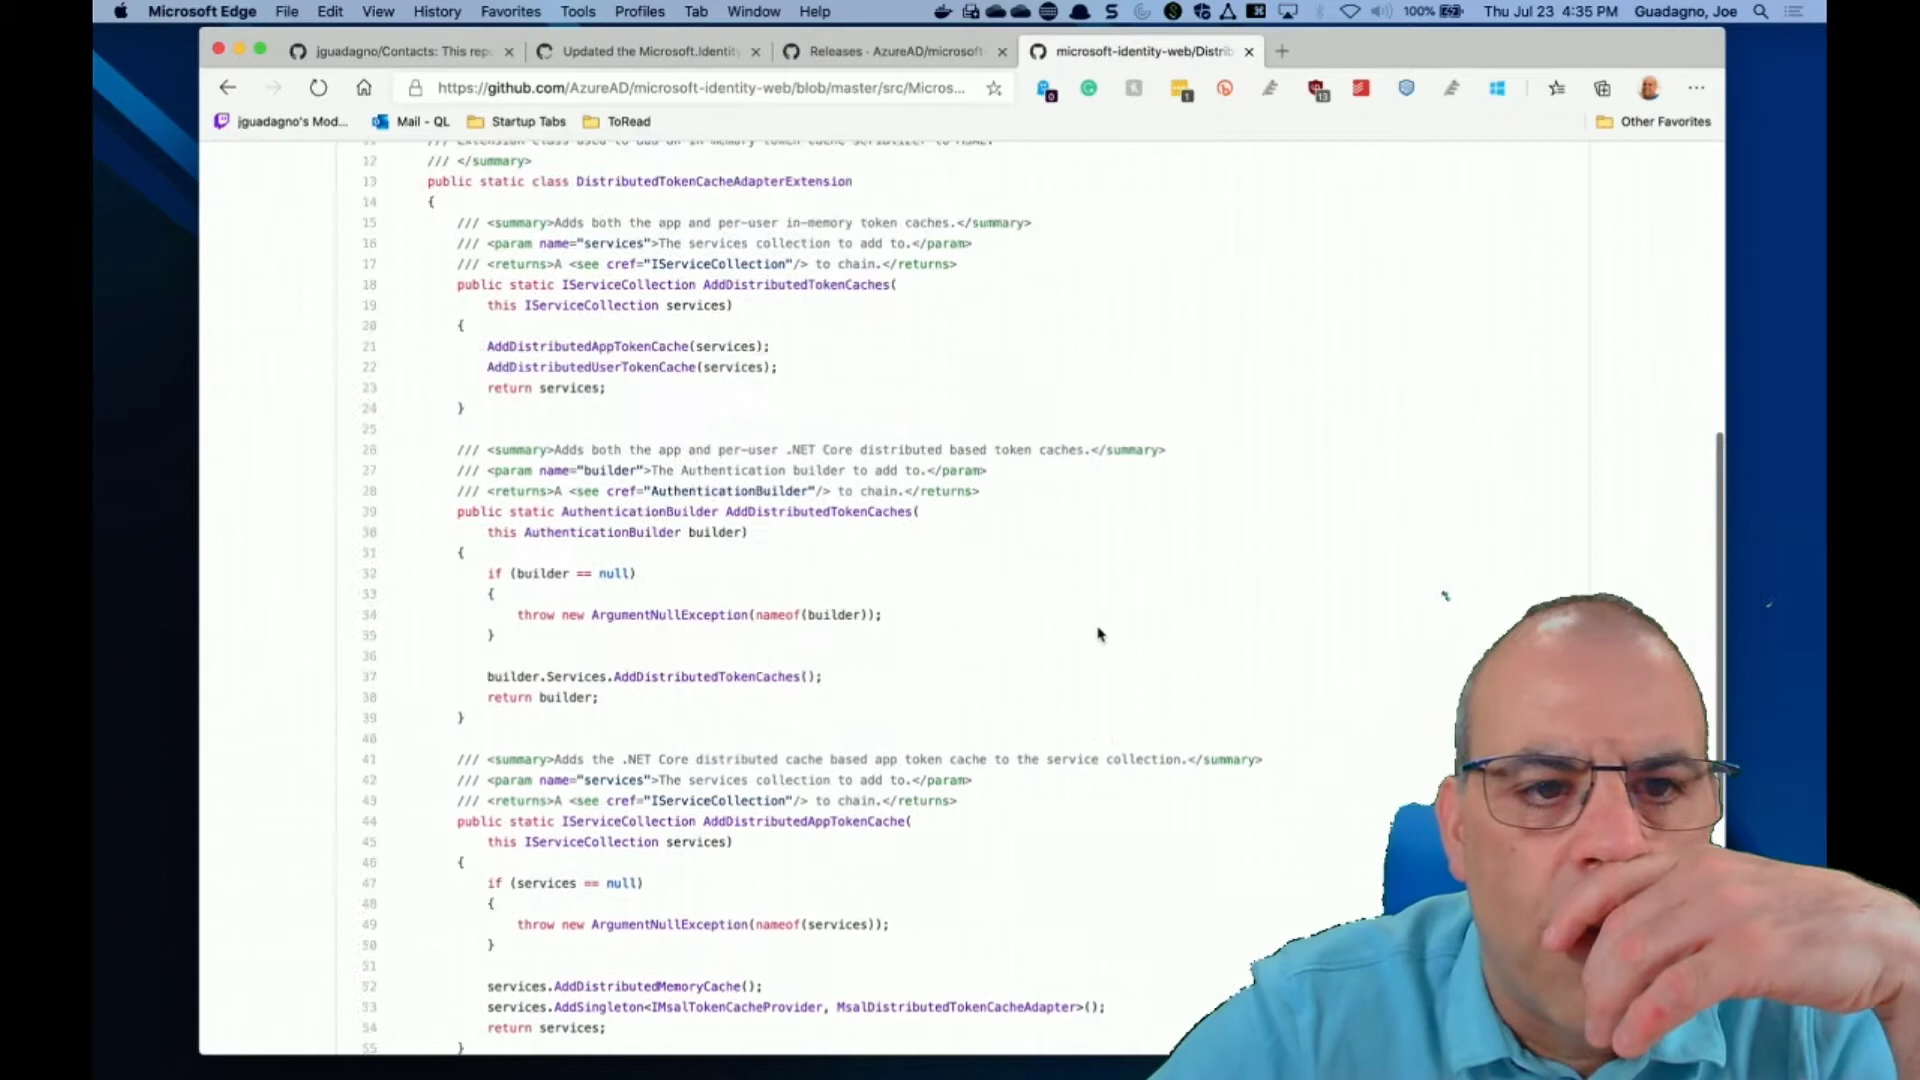 Microsoft Edge File Edit View History Favorites Tools Profiles Tab Window Help 100% Thu Jul 23 4:35 PM Guadagno, Joe
jguadagno/Contacts: This repo
Updated the Microsoft.Identity
Releases · AzureAD/microsoft
microsoft-identity-web/Distrib
https://github.com/AzureAD/microsoft-identity-web/blob/master/src/Micros...
0
1
13
jguadagno's Mod...
Mail - QL
Startup Tabs
ToRead
Other Favorites
12 /// </summary>
13 public static class DistributedTokenCacheAdapterExtension
14 {
15 /// <summary>Adds both the app and per-user in-memory token caches.</summary>
16 /// <param name="services">The services collection to add to.</param>
17 /// <returns>A <see cref="IServiceCollection"/> to chain.</returns>
18 public static IServiceCollection AddDistributedTokenCaches(
19 this IServiceCollection services)
20 {
21 AddDistributedAppTokenCache(services);
22 AddDistributedUserTokenCache(services);
23 return services;
24 }
25
26 /// <summary>Adds both the app and per-user .NET Core distributed based token caches.</summary>
27 /// <param name="builder">The Authentication builder to add to.</param>
28 /// <returns>A <see cref="AuthenticationBuilder"/> to chain.</returns>
29 public static AuthenticationBuilder AddDistributedTokenCaches(
30 this AuthenticationBuilder builder)
31 {
32 if (builder == null)
33 {
34 throw new ArgumentNullException(nameof(builder));
35 }
36
37 builder.Services.AddDistributedTokenCaches();
38 return builder;
39 }
40
41 /// <summary>Adds the .NET Core distributed cache based app token cache to the service collection.</summary>
42 /// <param name="services">The services collection to add to.</param>
43 /// <returns>A <see cref="IServiceCollection"/> to chain.</returns>
44 public static IServiceCollection AddDistributedAppTokenCache(
45 this IServiceCollection services)
46 {
47 if (services == null)
48 {
49 throw new ArgumentNullException(nameof(services));
50 }
51
52 services.AddDistributedMemoryCache();
53 services.AddSingleton<IMsalTokenCacheProvider, MsalDistributedTokenCacheAdapter>();
54 return services;
55 }